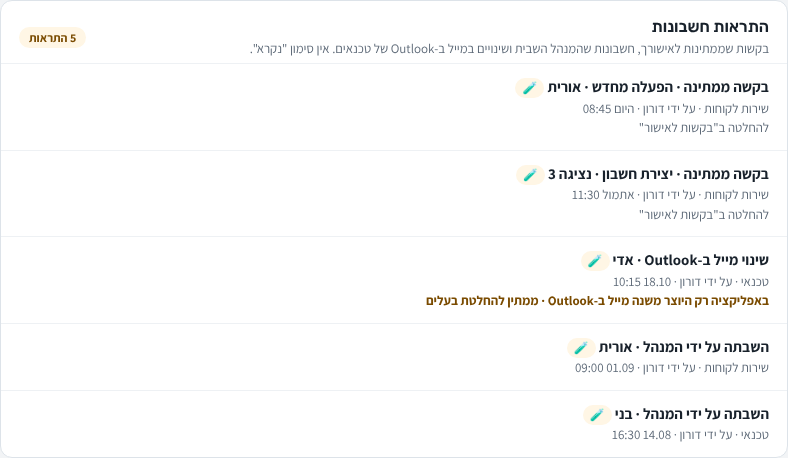 התראות חשבונות
5 התראות
בקשות שממתינות לאישורך, חשבונות שהמנהל השבית ושינויים במייל ב-Outlook של טכנאים. אין סימון "נקרא".
בקשה ממתינה · הפעלה מחדש · אורית 🧪
שירות לקוחות · על ידי דורון · היום 08:45
להחלטה ב"בקשות לאישור"
בקשה ממתינה · יצירת חשבון · נציגה 3 🧪
שירות לקוחות · על ידי דורון · אתמול 11:30
להחלטה ב"בקשות לאישור"
שינוי מייל ב-Outlook · אדי 🧪
טכנאי · על ידי דורון · 18.10 10:15
באפליקציה רק היוצר משנה מייל ב-Outlook · ממתין להחלטת בעלים
השבתה על ידי המנהל · אורית 🧪
שירות לקוחות · על ידי דורון · 01.09 09:00
השבתה על ידי המנהל · בני 🧪
טכנאי · על ידי דורון · 14.08 16:30